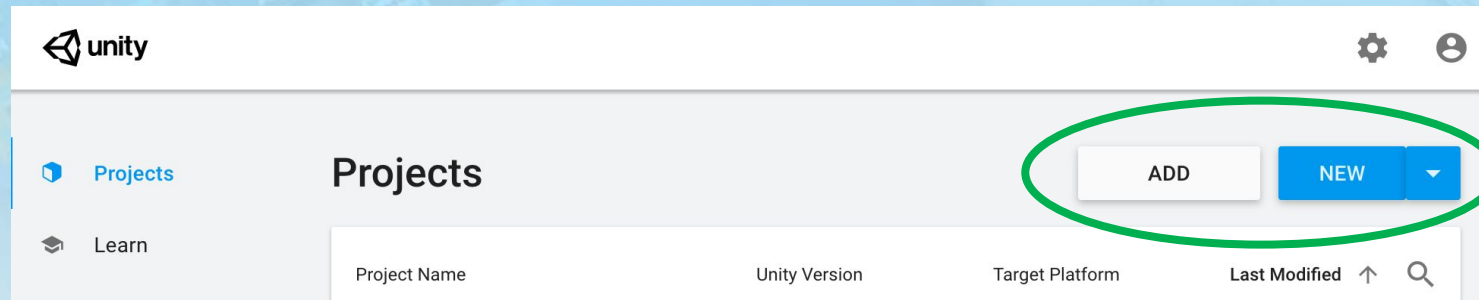 unity
Projects
Projects
ADD
NEW
Learn
Project Name
Unity Version
Target Platform
Last Modified